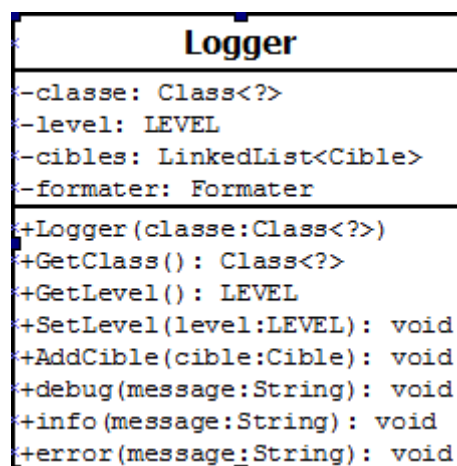 Logger
-classe: Class<?>
-level: LEVEL
-cibles: LinkedList<Cible>
-formater: Formater
+Logger(classe:Class<?>)
+GetClass(): Class<?>
+GetLevel(): LEVEL
+SetLevel(level:LEVEL): void
+AddCible(cible:Cible): void
+debug(message:String): void
+info(message:String): void
+error(message:String): void